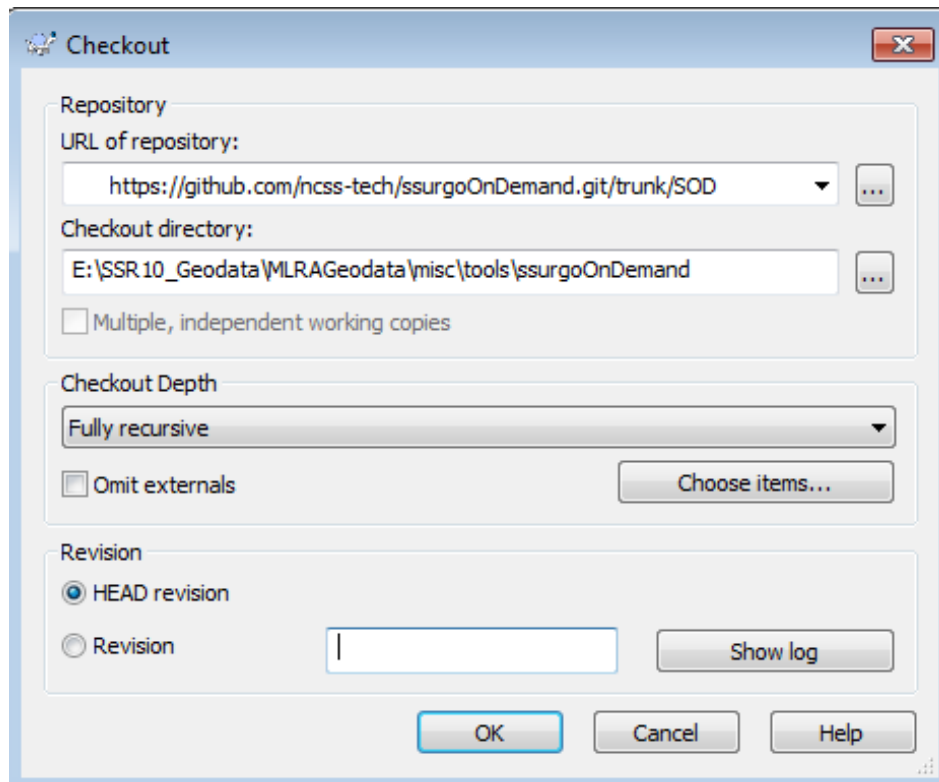 Checkout
Repository
URL of repository:
https://github.com/ncss-tech/ssurgoOnDemand.git/trunk/SOD
...
Checkout directory:
E:\SSR10_Geodata\MLRAGeodata\misc\tools\ssurgoOnDemand
...
Multiple, independent working copies
Checkout Depth
Fully recursive
Omit externals
Choose items...
Revision
HEAD revision
Revision
Show log
OK
Cancel
Help